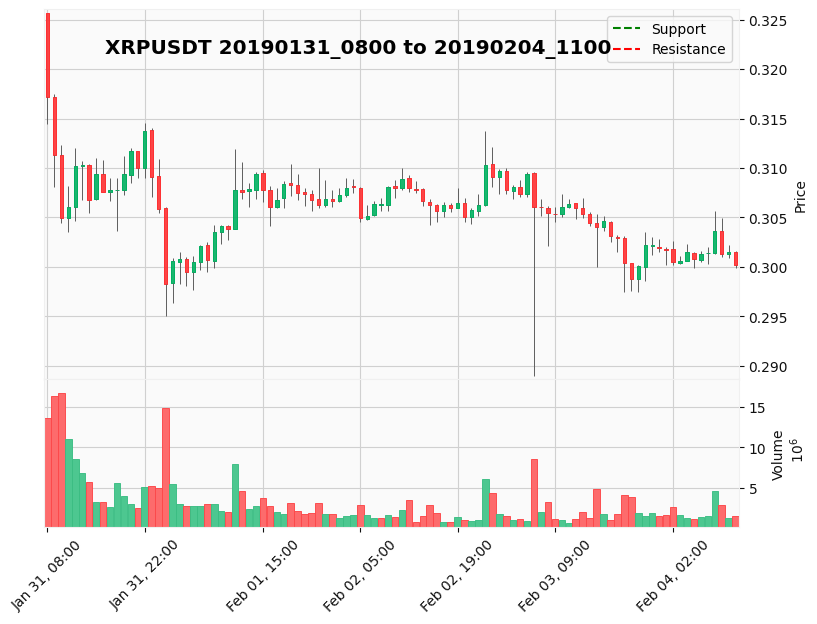 XRPUSDT 20190131_0800 to 20190204_1100
Support
Resistance
0.325
0.320
0.315
0.310
0.305
0.300
0.295
0.290
Price
15
10
5
Volume
10^6
Jan 31, 08:00
Jan 31, 22:00
Feb 01, 15:00
Feb 02, 05:00
Feb 02, 19:00
Feb 03, 09:00
Feb 04, 02:00